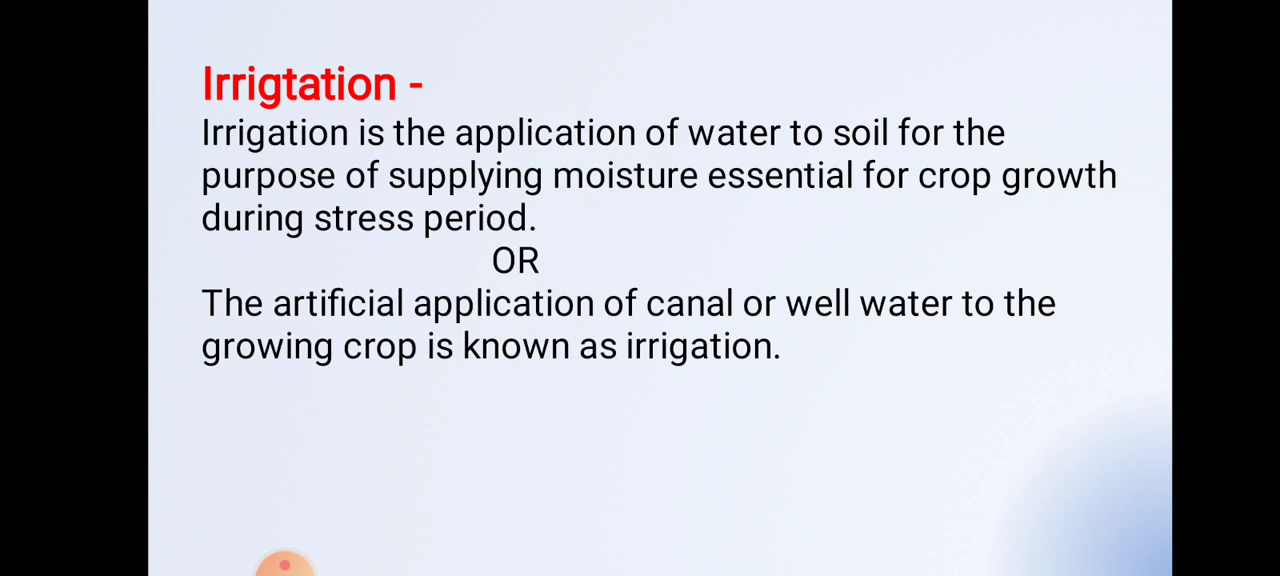 Irrigtation -
Irrigation is the application of water to soil for the
purpose of supplying moisture essential for crop growth
during stress period.
OR
The artificial application of canal or well water to the
growing crop is known as irrigation.